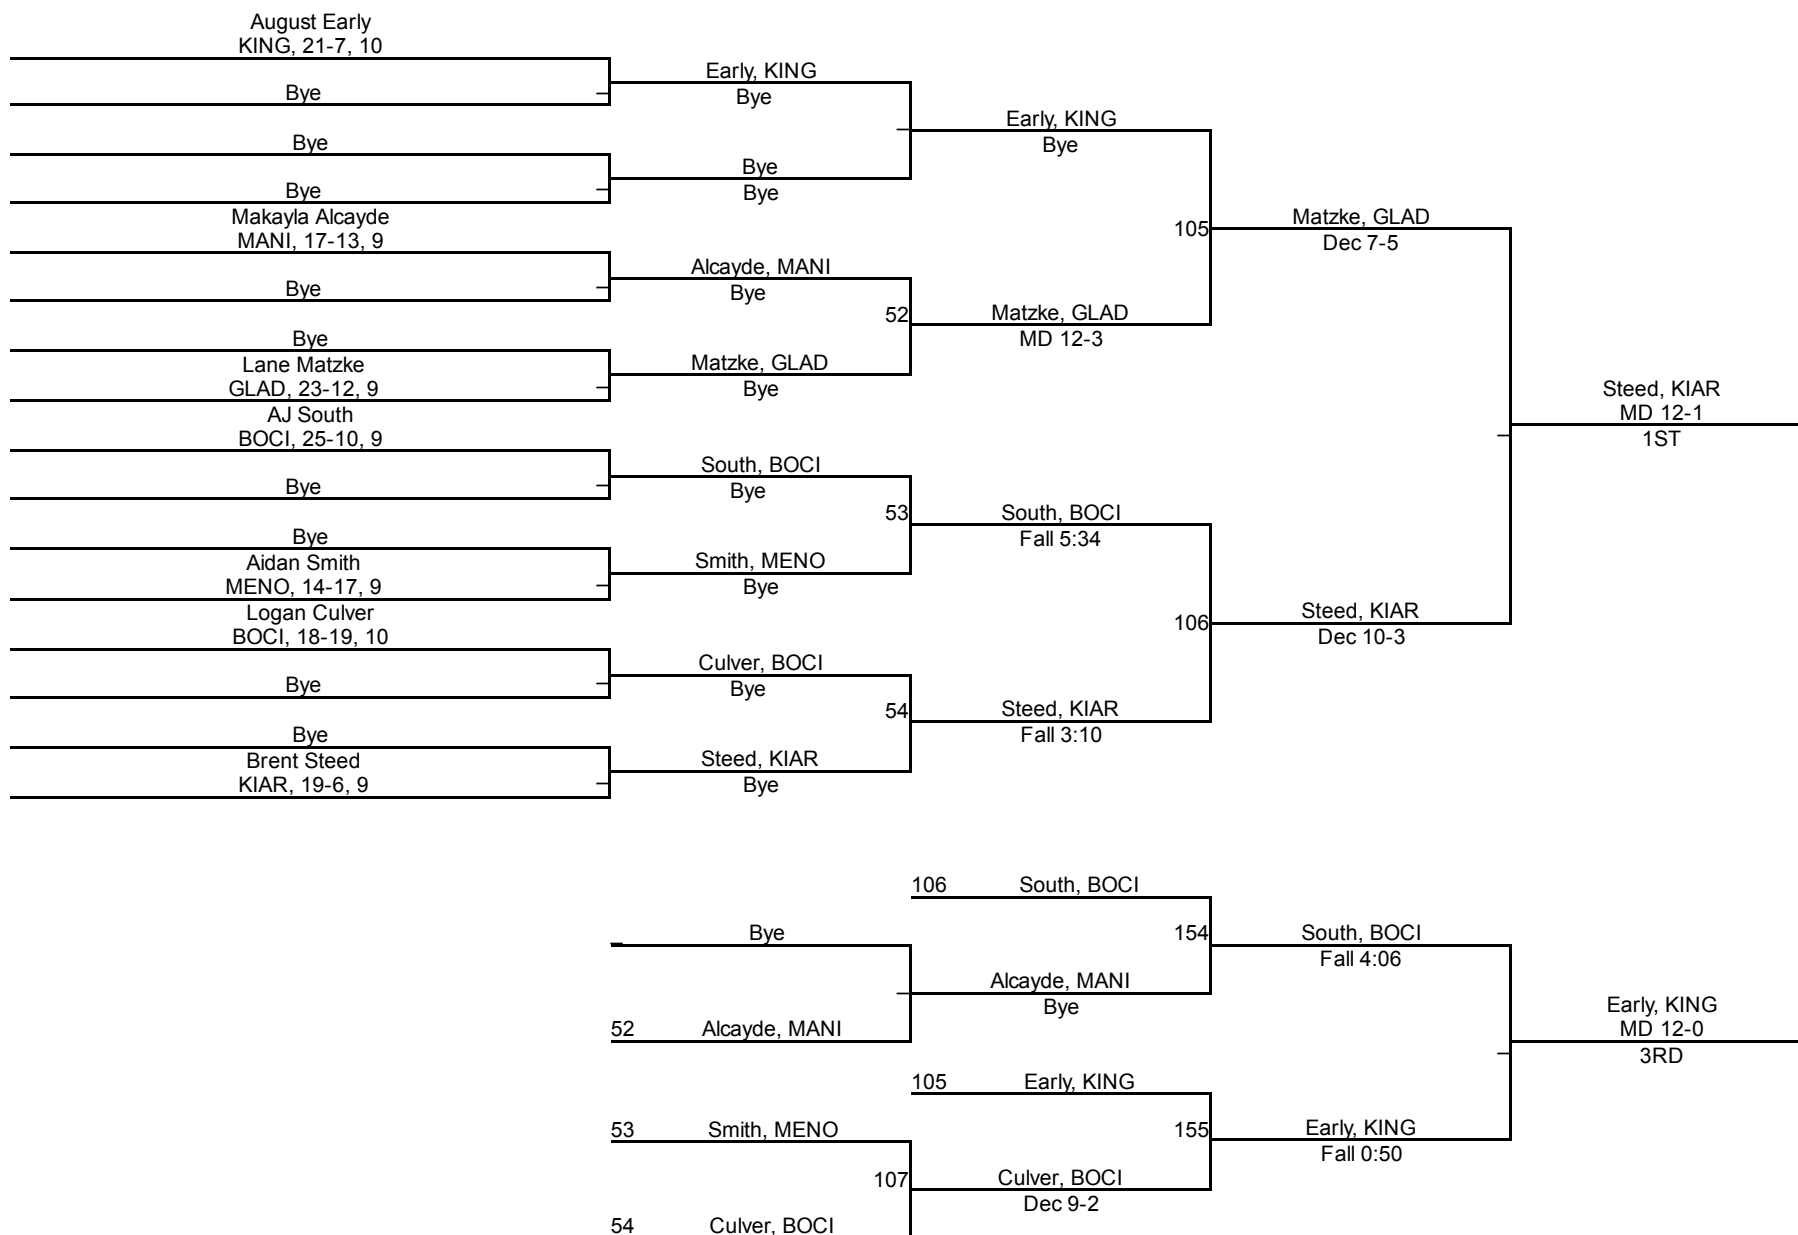 August Early
KING, 21-7, 10
Bye
Bye
Bye
Makayla Alcayde
MANI, 17-13, 9
Bye
Bye
Lane Matzke
GLAD, 23-12, 9
AJ South
BOCI, 25-10, 9
Bye
Bye
Aidan Smith
MENO, 14-17, 9
Logan Culver
BOCI, 18-19, 10
Bye
Bye
Brent Steed
KIAR, 19-6, 9
Early, KING
Bye
Bye
Bye
Alcayde, MANI
Bye
Matzke, GLAD
Bye
South, BOCI
Bye
Smith, MENO
Bye
Culver, BOCI
Bye
Steed, KIAR
Bye
Early, KING
Bye
52
Matzke, GLAD
MD 12-3
53
South, BOCI
Fall 5:34
54
Steed, KIAR
Fall 3:10
105
Matzke, GLAD
Dec 7-5
106
Steed, KIAR
Dec 10-3
Steed, KIAR
MD 12-1
1ST
Bye
52 Alcayde, MANI
53 Smith, MENO
54 Culver, BOCI
106 South, BOCI
Alcayde, MANI
Bye
105 Early, KING
107
Culver, BOCI
Dec 9-2
154
South, BOCI
Fall 4:06
155
Early, KING
Fall 0:50
Early, KING
MD 12-0
3RD